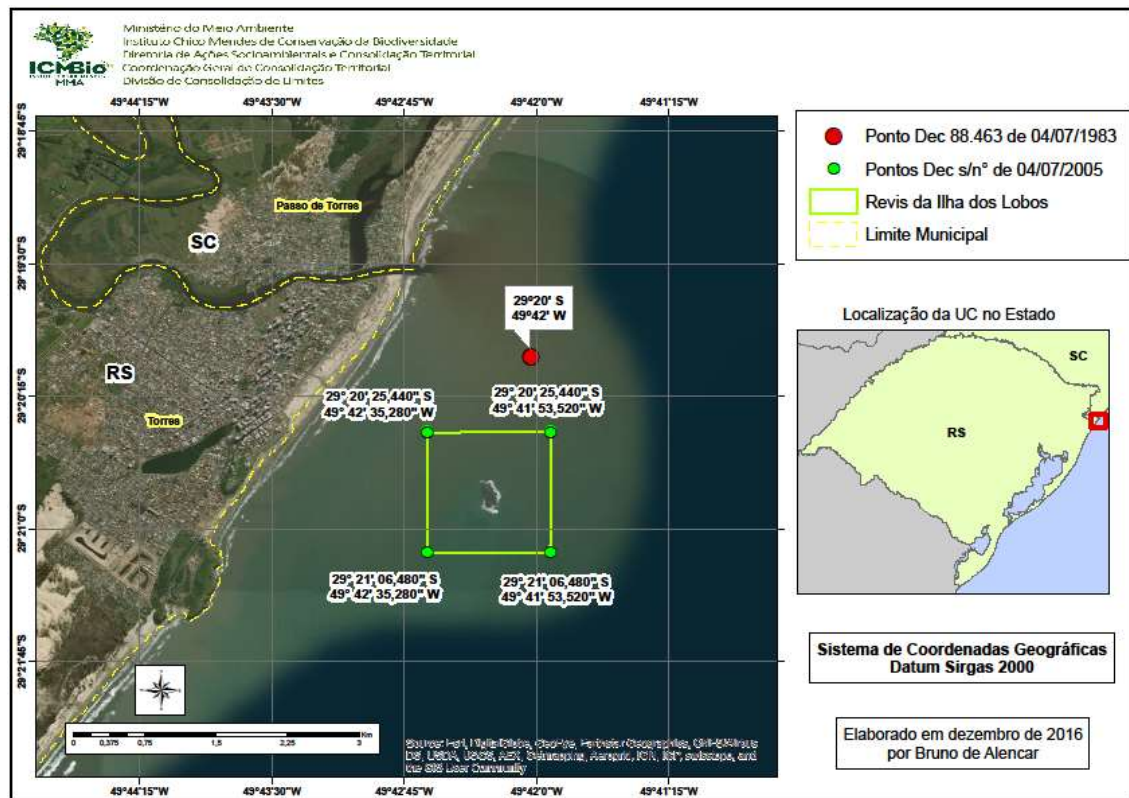 Ministério do Meio Ambiente
Instituto Chico Mendes de Conservação da Biodiversidade
Diretoria de Ações Socioambientais e Consolidação Territorial
Coordenação Geral de Consolidação Territorial
Divisão de Consolidação de Limites
ICMBio
MMA
49°44'15"W 49°43'30"W 49°42'45"W 49°42'0"W 49°41'15"W
29°18'45"S
29°19'30"S
29°20'15"S
29°21'0"S
29°21'45"S
Passo de Torres
SC
RS
Torres
29º20' S
49º42' W
29° 20' 25,440" S
49° 42' 35,280" W
29° 20' 25,440" S
49° 41' 53,520" W
29° 21' 06,480" S
49° 42' 35,280" W
29° 21' 06,480" S
49° 41' 53,520" W
0 0,375 0,75 1,5 2,25 3
Km
the GIS User Community
49°44'15"W 49°43'30"W 49°42'45"W 49°42'0"W 49°41'15"W
Ponto Dec 88.463 de 04/07/1983
Pontos Dec s/n° de 04/07/2005
Revis da Ilha dos Lobos
Limite Municipal
Localização da UC no Estado
SC
RS
Sistema de Coordenadas Geográficas
Datum Sirgas 2000
Elaborado em dezembro de 2016
por Bruno de Alencar